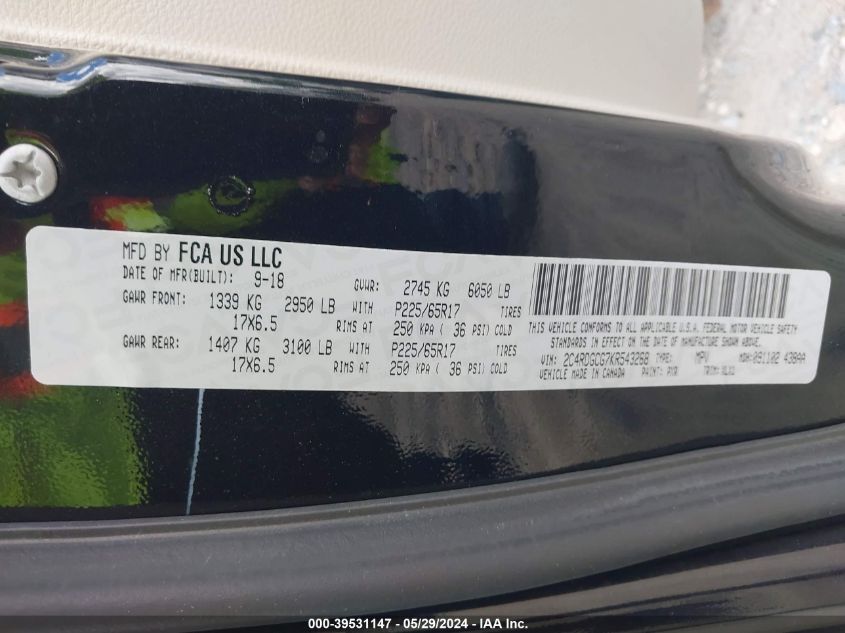 MFD BY FCA US LLC
DATE OF MFR(BUILT): 9-18 GVWR: 2745 KG 6050 LB
GAWR FRONT: 1339 KG 2950 LB WITH P225/65R17 TIRES
17X6.5 RIMS AT 250 KPA ( 36 PSI) COLD
GAWR REAR: 1407 KG 3100 LB WITH P225/65R17 TIRES
17X6.5 RIMS AT 250 KPA ( 36 PSI) COLD
THIS VEHICLE CONFORMS TO ALL APPLICABLE U.S.A. FEDERAL MOTOR VEHICLE SAFETY
STANDARDS IN EFFECT ON THE DATE OF MANUFACTURE SHOWN ABOVE.
VIN: 2C4RDGCG7KR543268 TYPE: MPV MDH: 091102 438AA
VEHICLE MADE IN CANADA PAINT: PXR TRIM:
000-39531147 - 05/29/2024 - IAA Inc.